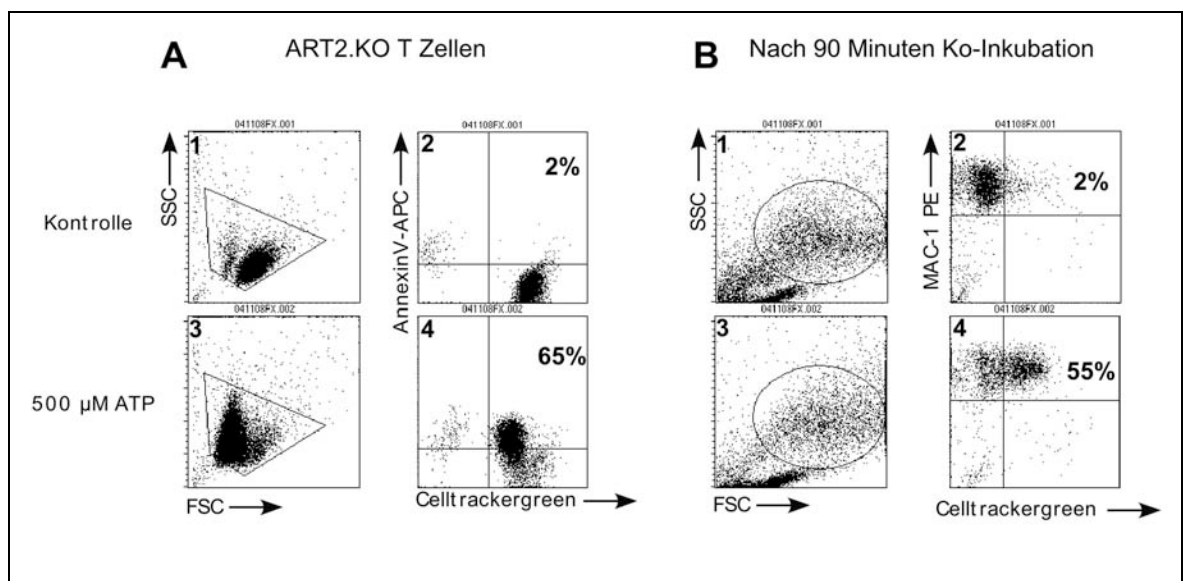 A ART2.KO T Zellen
B Nach 90 Minuten Ko-Inkubation
041108FX.001
041108FX.001
041108FX.001
041108FX.001
Kontrolle
SSC
1
AnnexinV-APC
2
2%
SSC
1
MAC-1 PE
2
2%
041108FX.002
041108FX.002
041108FX.002
041108FX.002
500 µM ATP
3
4
65%
3
4
55%
FSC
Celltrackergreen
FSC
Celltrackergreen